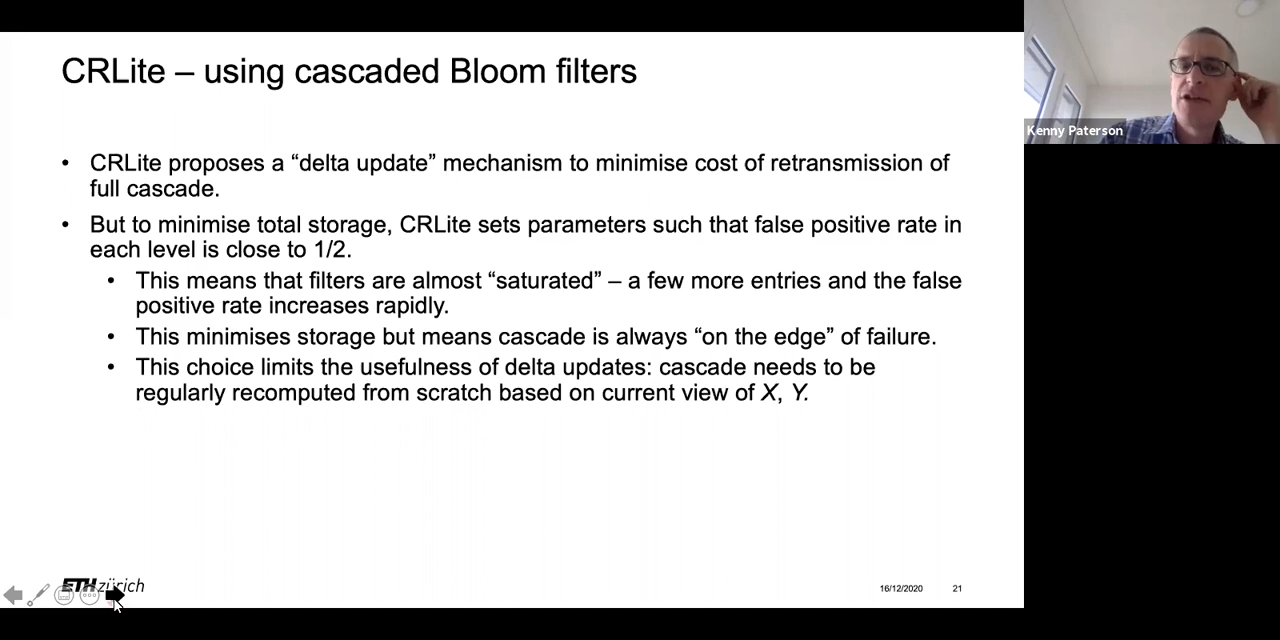 CRLite – using cascaded Bloom filters
Kenny Paterson
• CRLite proposes a “delta update” mechanism to minimise cost of retransmission of
full cascade.
• But to minimise total storage, CRLite sets parameters such that false positive rate in
each level is close to 1/2.
• This means that filters are almost “saturated” – a few more entries and the false
positive rate increases rapidly.
• This minimises storage but means cascade is always “on the edge” of failure.
• This choice limits the usefulness of delta updates: cascade needs to be
regularly recomputed from scratch based on current view of X, Y.
ETH zürich
16/12/2020
21